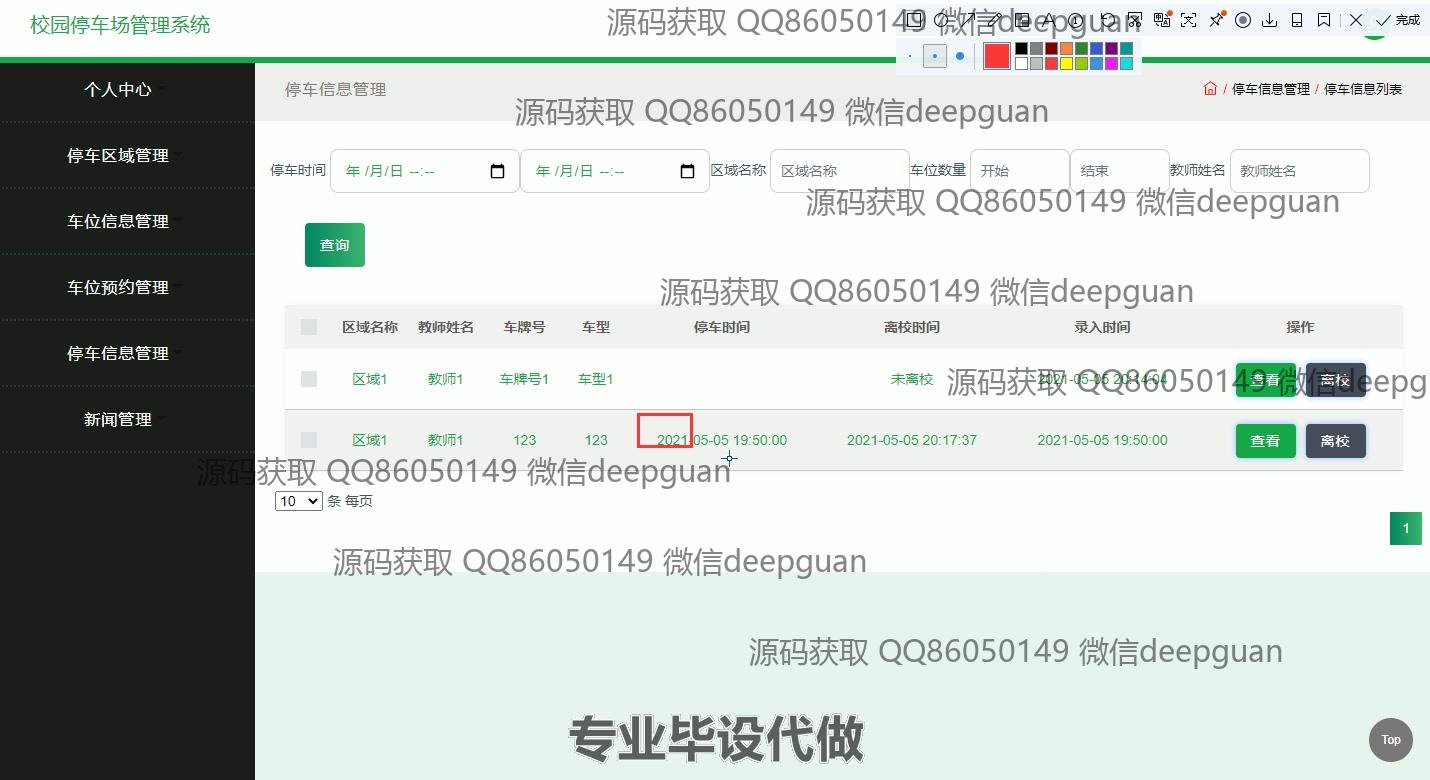 校园停车场管理系统
源码获取 QQ86050149 微信deepguan
完成
个人中心
停车区域管理
车位信息管理
车位预约管理
停车信息管理
新闻管理
停车信息管理
/ 停车信息管理 / 停车信息列表
源码获取 QQ86050149 微信deepguan
停车时间 年 /月/日 --:-- 年 /月/日 --:-- 区域名称 区域名称 车位数量 开始 结束 教师姓名 教师姓名
源码获取 QQ86050149 微信deepguan
查询
源码获取 QQ86050149 微信deepguan
区域名称 教师姓名 车牌号 车型 停车时间 离校时间 录入时间 操作
区域1 教师1 车牌号1 车型1 未离校 2021-05-05 20:14:04 查看 离校
源码获取 QQ86050149 微信deepg
区域1 教师1 123 123 2021-05-05 19:50:00 2021-05-05 20:17:37 2021-05-05 19:50:00 查看 离校
源码获取 QQ86050149 微信deepguan
10 条 每页
1
源码获取 QQ86050149 微信deepguan
源码获取 QQ86050149 微信deepguan
专业毕设代做
Top